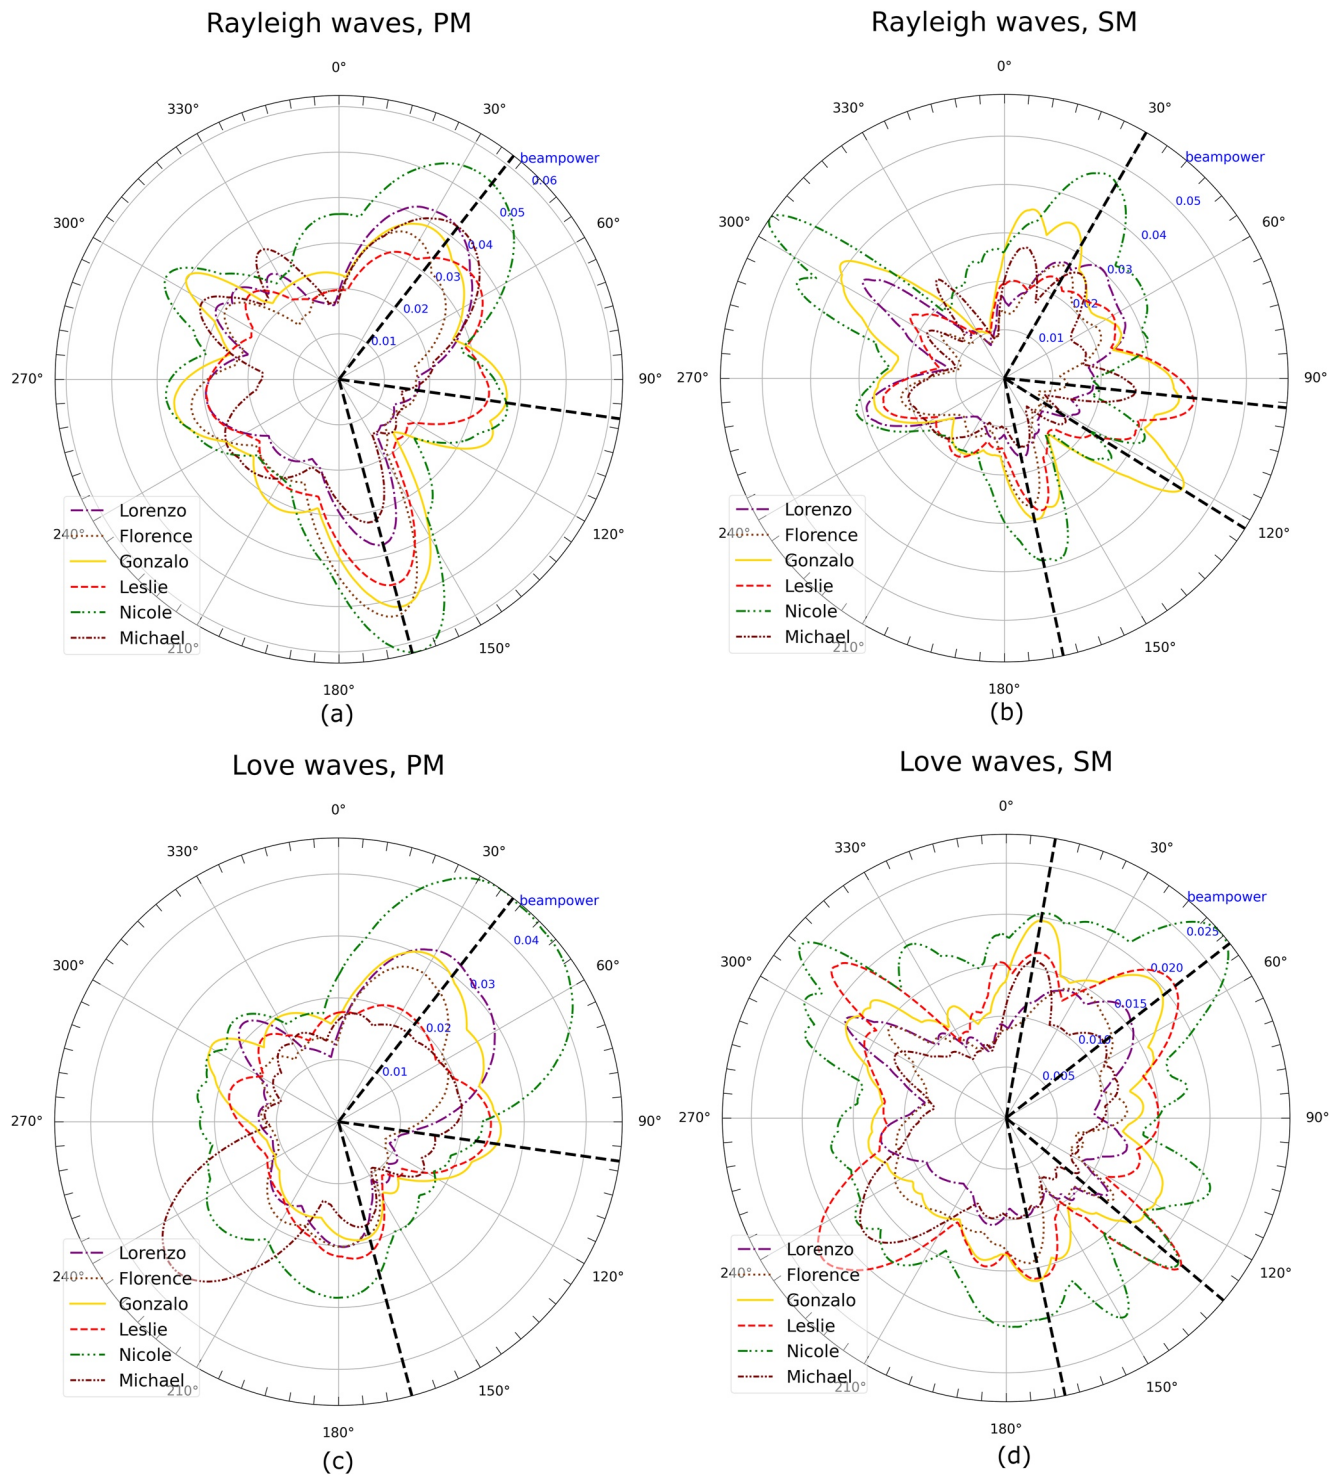 Rayleigh waves, PM
0°
330°
30°
beampower
0.06
300°
0.05
60°
0.04
0.03
0.02
0.01
270°
90°
Lorenzo
240°
Florence
120°
Gonzalo
Leslie
Nicole
Michael
210°
150°
180°
(a)
Rayleigh waves, SM
0°
330°
30°
beampower
0.05
300°
60°
0.04
0.03
0.02
0.01
270°
90°
Lorenzo
240°
Florence
120°
Gonzalo
Leslie
Nicole
Michael
210°
150°
180°
(b)
Love waves, PM
0°
330°
30°
beampower
0.04
300°
60°
0.03
0.02
0.01
270°
90°
Lorenzo
240°
Florence
120°
Gonzalo
Leslie
Nicole
Michael
210°
150°
180°
(c)
Love waves, SM
0°
330°
30°
beampower
0.025
300°
60°
0.020
0.015
0.010
0.005
270°
90°
Lorenzo
240°
Florence
120°
Gonzalo
Leslie
Nicole
Michael
210°
150°
180°
(d)